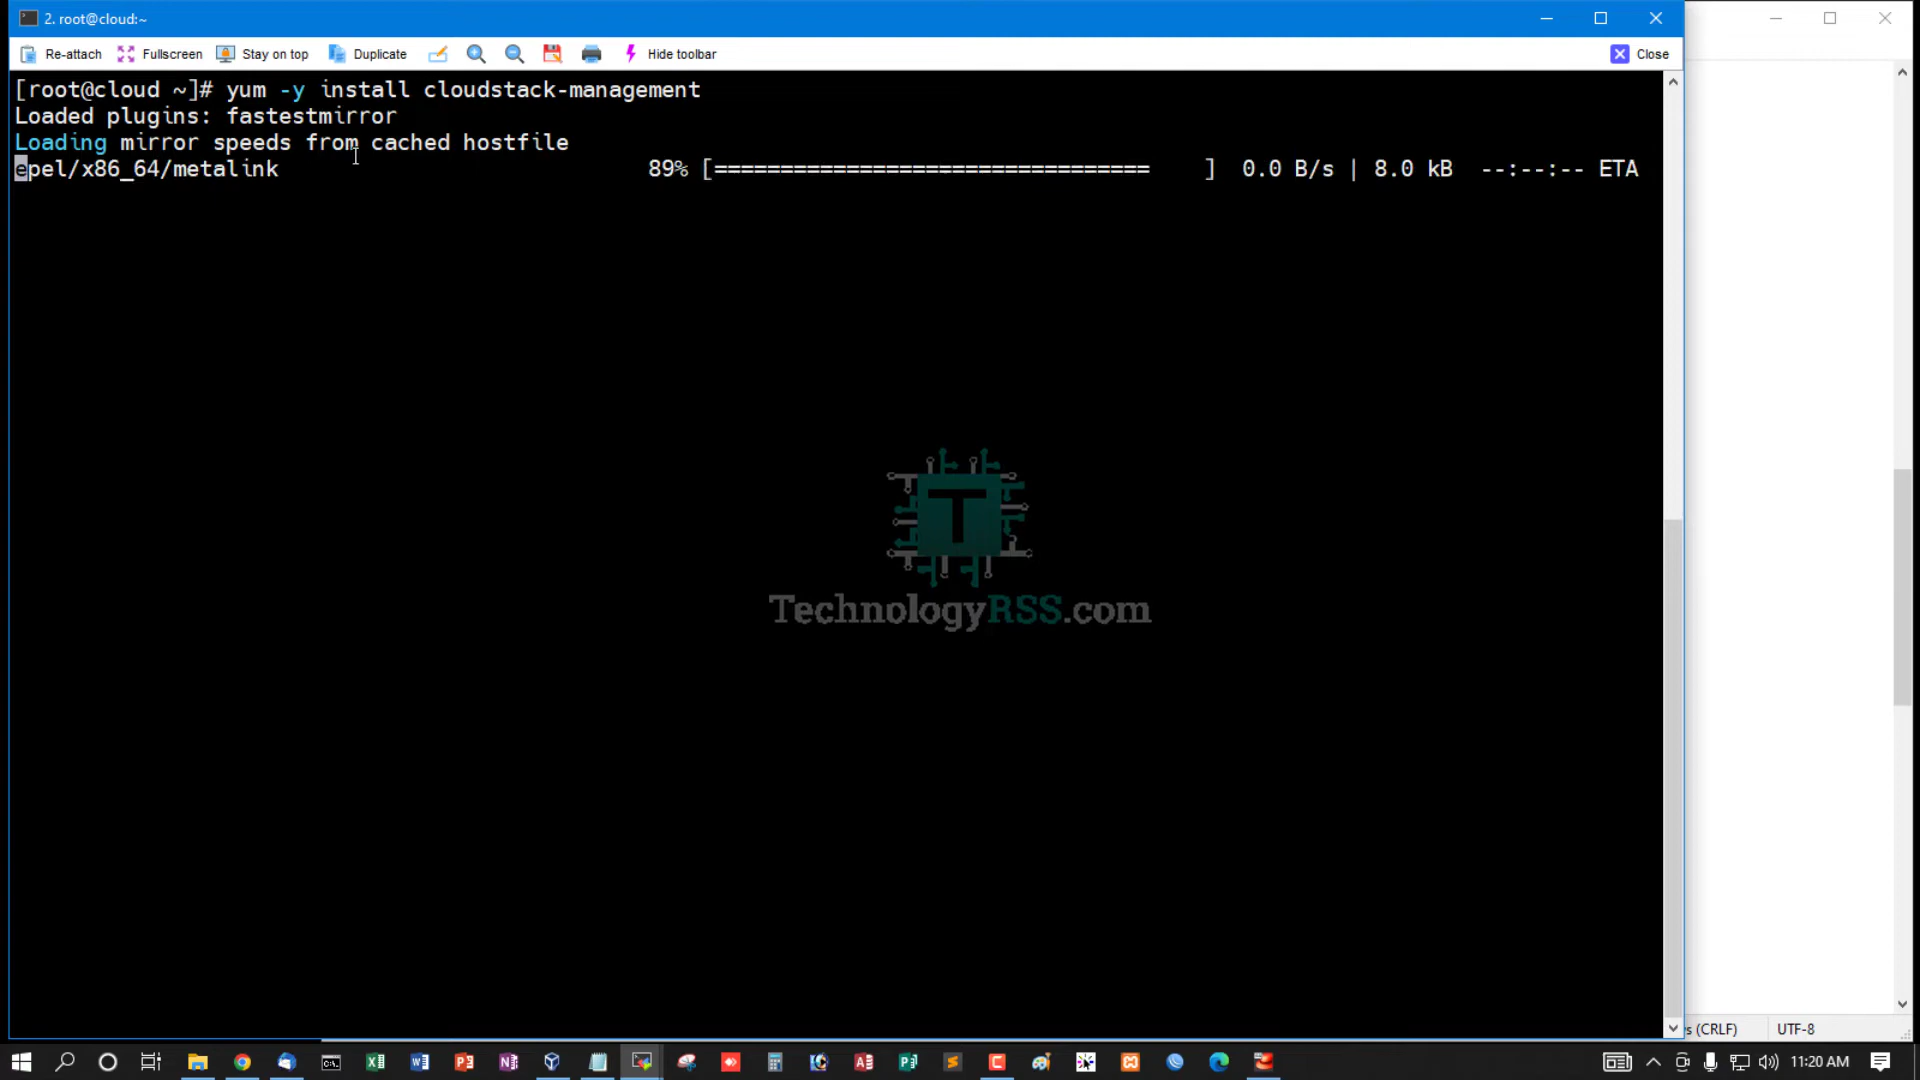 2. root@cloud:~
Re-attach Fullscreen Stay on top Duplicate Hide toolbar Close
[root@cloud ~]# yum -y install cloudstack-management
Loaded plugins: fastestmirror
Loading mirror speeds from cached hostfile
epel/x86_64/metalink 89% [================================= ] 0.0 B/s | 8.0 kB --:--:-- ETA
T
TechnologyRSS.com
s (CRLF) UTF-8
11:20 AM